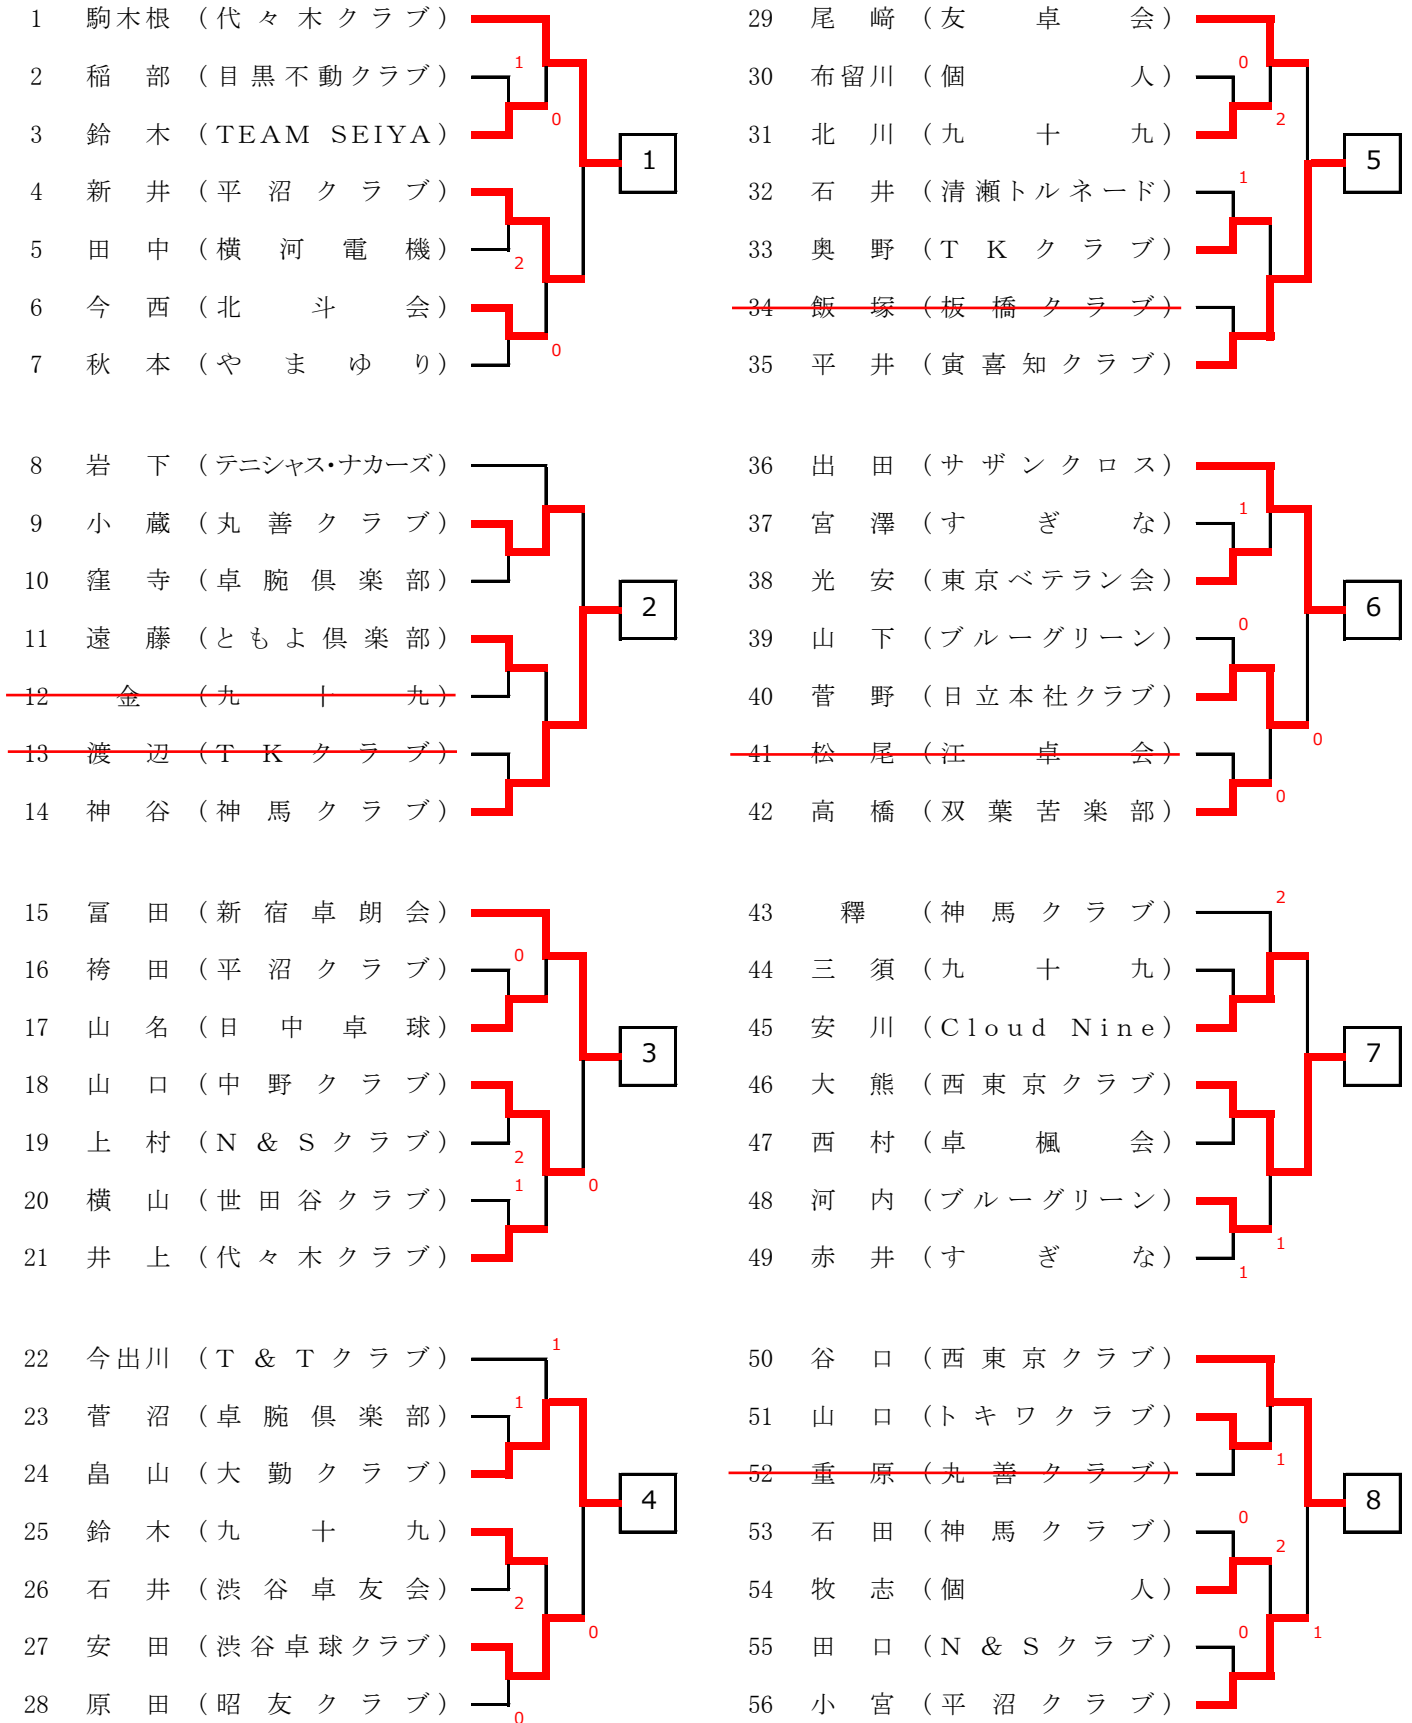 1 駒木根 （代々木クラブ）
2 稲部 （目黒不動クラブ）
1
3 鈴木 （TEAM SEIYA）
0
1
4 新井 （平沼クラブ）
5 田中 （横河電機）
2
6 今西 （北斗会）
7 秋本 （やまゆり）
0
8 岩下 （テニシャス・ナカーズ）
9 小蔵 （丸善クラブ）
10 窪寺 （卓腕倶楽部）
2
11 遠藤 （ともよ倶楽部）
12 金 （九十九）
13 渡辺 （TKクラブ）
14 神谷 （神馬クラブ）
15 冨田 （新宿卓朗会）
0
16 袴田 （平沼クラブ）
17 山名 （日中卓球）
3
18 山口 （中野クラブ）
19 上村 （N&Sクラブ）
2
1
0
20 横山 （世田谷クラブ）
21 井上 （代々木クラブ）
1
22 今出川 （T&Tクラブ）
1
23 菅沼 （卓腕倶楽部）
24 畠山 （大勤クラブ）
4
25 鈴木 （九十九）
26 石井 （渋谷卓友会）
2
0
27 安田 （渋谷卓球クラブ）
28 原田 （昭友クラブ）
0
29 尾﨑 （友卓会）
0
30 布留川 （個人）
2
31 北川 （九十九）
5
1
32 石井 （清瀬トルネード）
33 奥野 （TKクラブ）
34 飯塚 （板橋クラブ）
35 平井 （寅喜知クラブ）
36 出田 （サザンクロス）
1
37 宮澤 （すぎな）
38 光安 （東京ベテラン会）
6
0
39 山下 （ブルーグリーン）
40 菅野 （日立本社クラブ）
0
41 松尾 （江卓会）
0
42 高橋 （双葉苦楽部）
2
43 釋 （神馬クラブ）
44 三須 （九十九）
45 安川 （Cloud Nine）
7
46 大熊 （西東京クラブ）
47 西村 （卓楓会）
48 河内 （ブルーグリーン）
1
49 赤井 （すぎな）
1
50 谷口 （西東京クラブ）
51 山口 （トキワクラブ）
1
52 重原 （丸善クラブ）
8
0
53 石田 （神馬クラブ）
2
54 牧志 （個人）
0
1
55 田口 （N&Sクラブ）
56 小宮 （平沼クラブ）